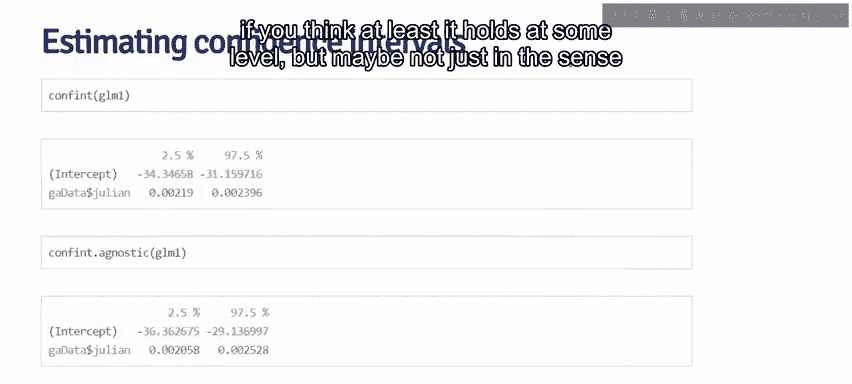 if you think at least it holds at some
Estimating confidence intervals
level, but maybe not just in the sense
confint(glm1)
2.5 % 97.5 %
(Intercept) -34.34658 -31.159716
gaData$julian 0.00219 0.002396
confint.agnostic(glm1)
2.5 % 97.5 %
(Intercept) -36.362675 -29.136997
gaData$julian 0.002058 0.002528